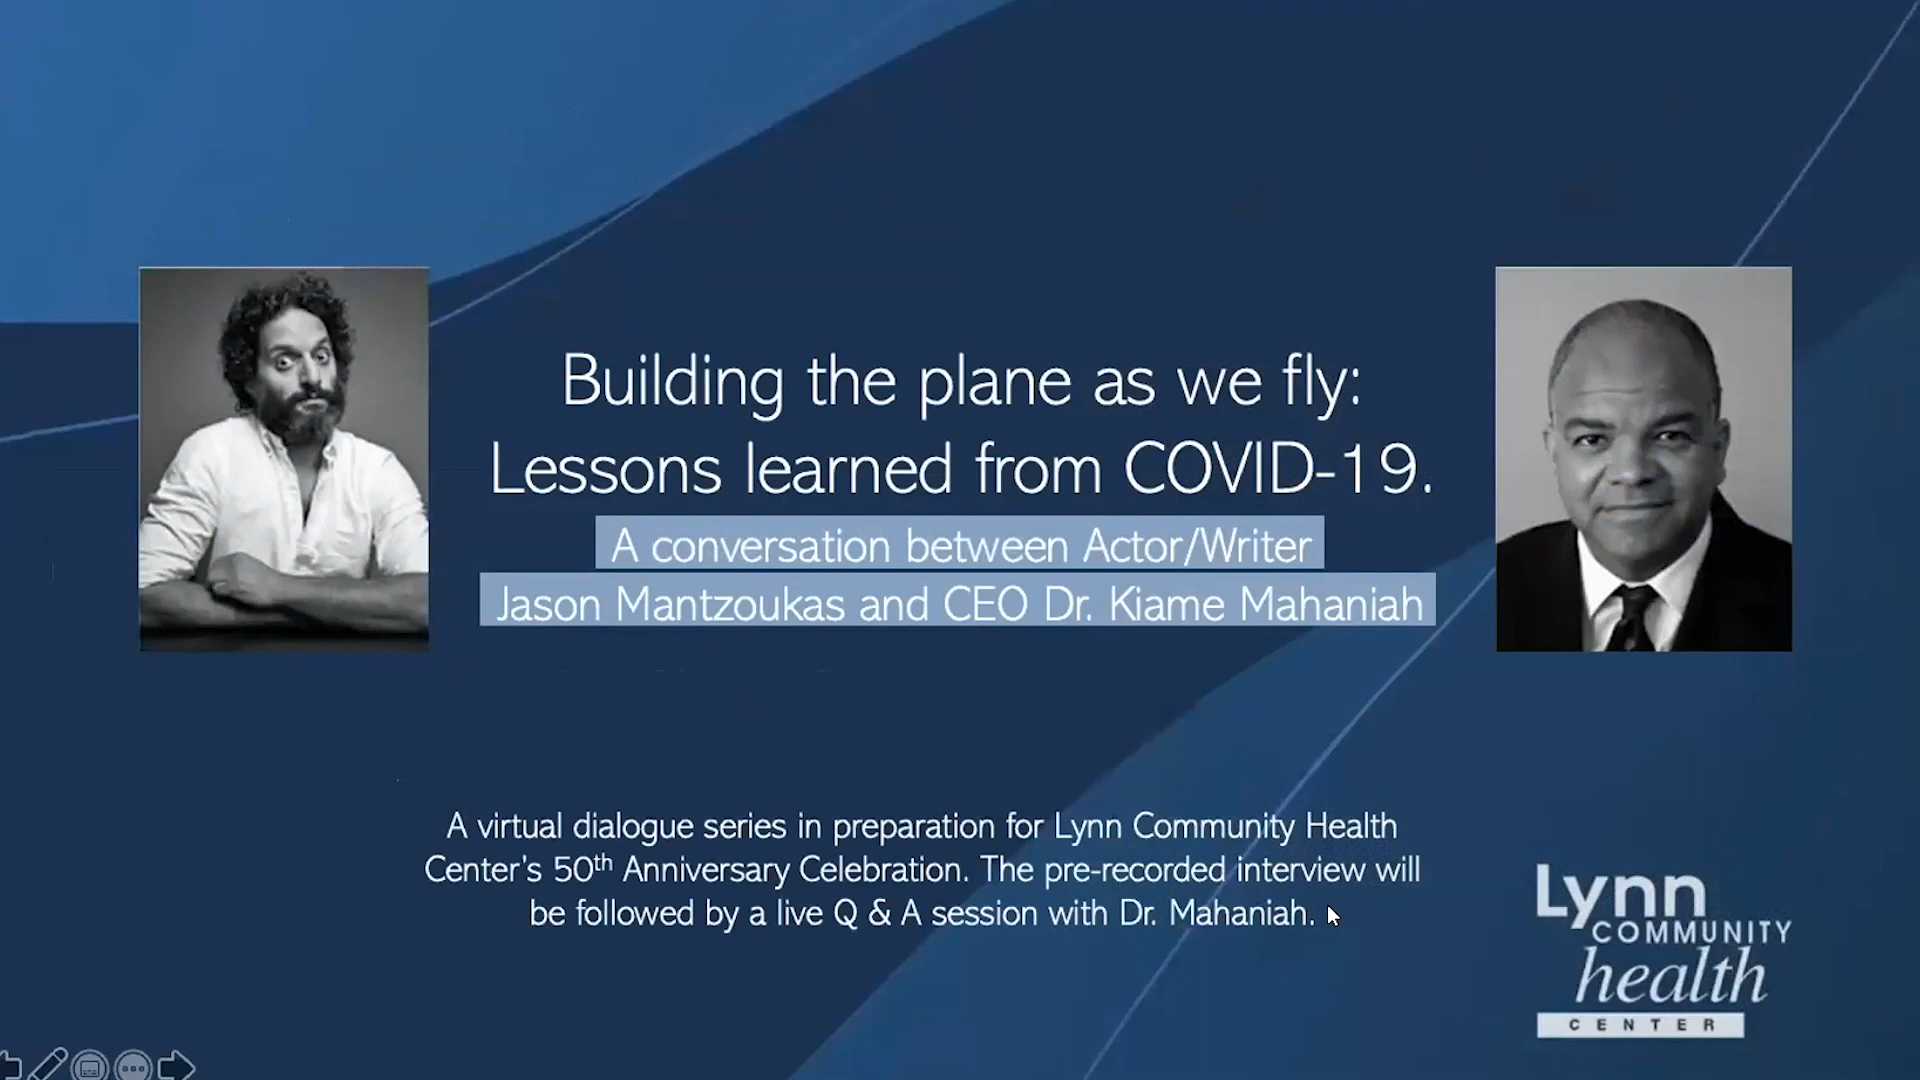 Building the plane as we fly:
Lessons learned from COVID-19.
A conversation between Actor/Writer
Jason Mantzoukas and CEO Dr. Kiame Mahaniah
A virtual dialogue series in preparation for Lynn Community Health
Center's 50th Anniversary Celebration. The pre-recorded interview will
be followed by a live Q & A session with Dr. Mahaniah.
Lynn
COMMUNITY
health
CENTER